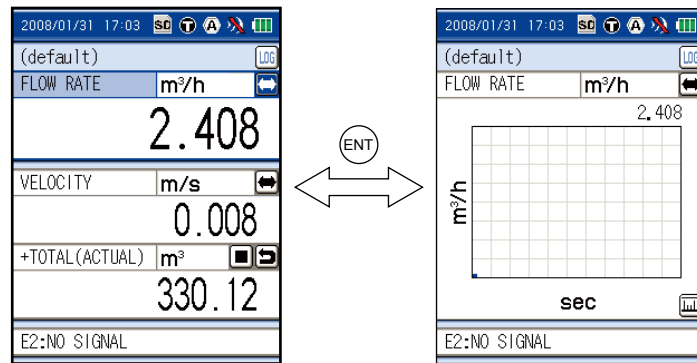 2008/01/31 17:03 SD T A
(default) LOG
FLOW RATE m³/h
2.408
VELOCITY m/s
0.008
+TOTAL(ACTUAL) m³
330.12
E2:NO SIGNAL
ENT
2008/01/31 17:03 SD T A
(default) LOG
FLOW RATE m³/h
2.408
m³/h
sec
E2:NO SIGNAL